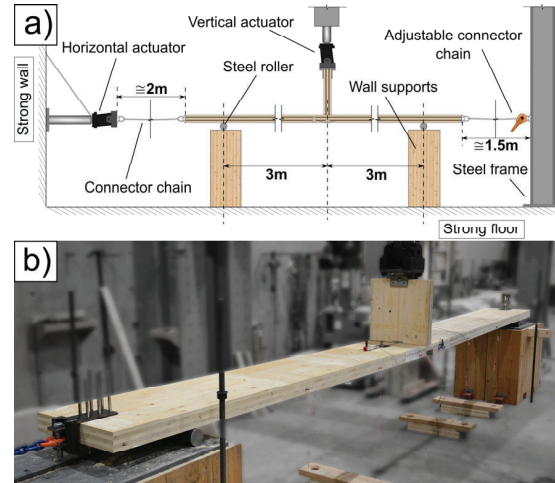 a)
Horizontal actuator
Vertical actuator
Steel roller
Adjustable connector
chain
Strong wall
≅2m
Wall supports
≅1.5m
Connector chain
3m
3m
Steel frame
Strong floor
b)